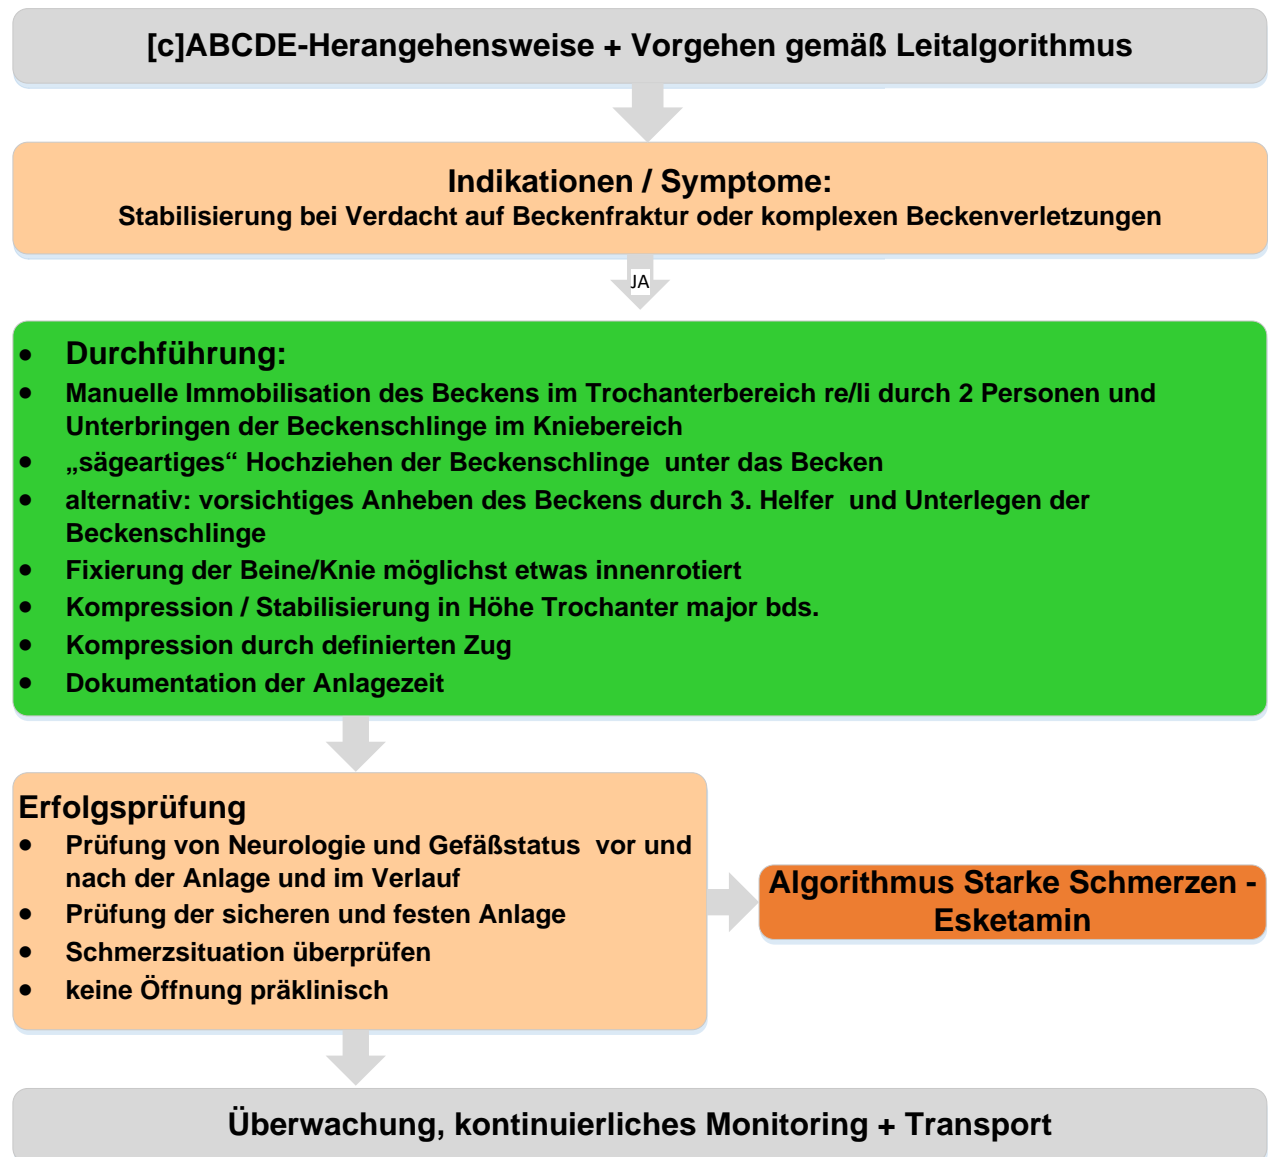 [c]ABCDE-Herangehensweise + Vorgehen gemäß Leitalgorithmus
Indikationen / Symptome:
Stabilisierung bei Verdacht auf Beckenfraktur oder komplexen Beckenverletzungen
JA
• Durchführung:
• Manuelle Immobilisation des Beckens im Trochanterbereich re/li durch 2 Personen und
Unterbringen der Beckenschlinge im Kniebereich
• „sägeartiges“ Hochziehen der Beckenschlinge unter das Becken
• alternativ: vorsichtiges Anheben des Beckens durch 3. Helfer und Unterlegen der
Beckenschlinge
• Fixierung der Beine/Knie möglichst etwas innenrotiert
• Kompression / Stabilisierung in Höhe Trochanter major bds.
• Kompression durch definierten Zug
• Dokumentation der Anlagezeit
Erfolgsprüfung
• Prüfung von Neurologie und Gefäßstatus vor und
nach der Anlage und im Verlauf
• Prüfung der sicheren und festen Anlage
• Schmerzsituation überprüfen
• keine Öffnung präklinisch
Algorithmus Starke Schmerzen -
Esketamin
Überwachung, kontinuierliches Monitoring + Transport